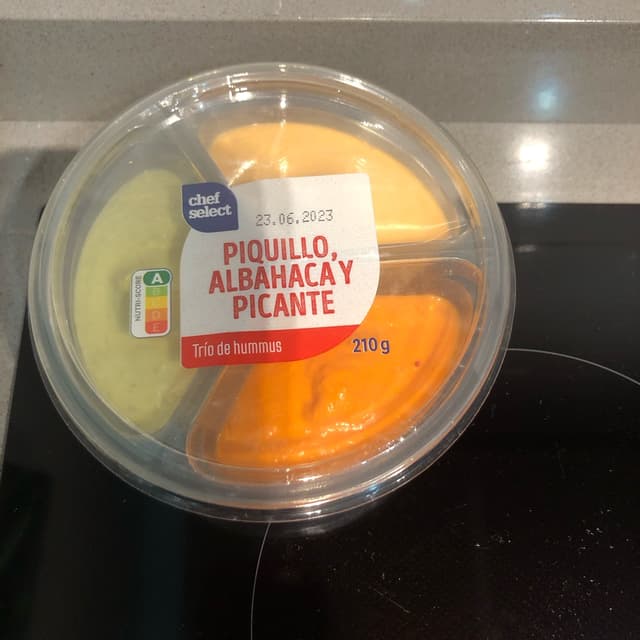 chef
select
23.06.2023
PIQUILLO,
ALBAHACA Y
PICANTE
Trío de hummus
210 g
NUTRI-SCORE
A
D
E